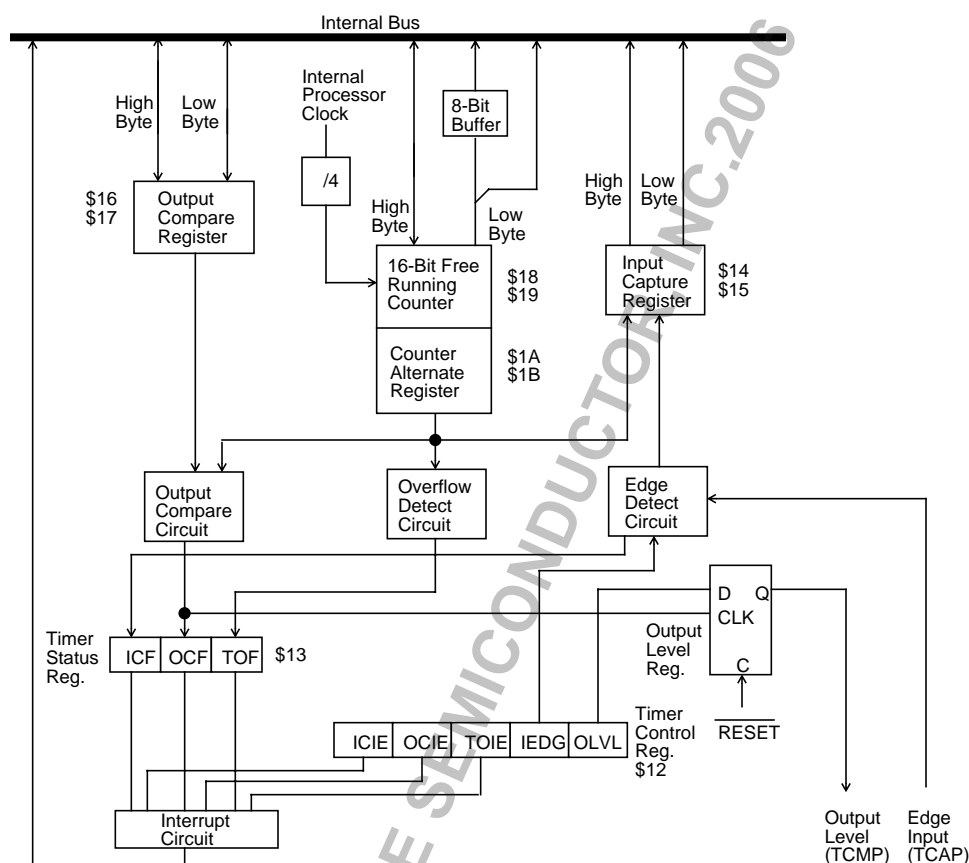 Internal Bus
Internal
Processor
Clock
8-Bit
Buffer
High
Byte
Low
Byte
/4
High
Byte
Low
Byte
High
Byte
Low
Byte
$16
$17
Output
Compare
Register
16-Bit Free
Running
Counter
$18
$19
Input
Capture
Register
$14
$15
Counter
Alternate
Register
$1A
$1B
Output
Compare
Circuit
Overflow
Detect
Circuit
Edge
Detect
Circuit
D Q
CLK
C
Output
Level
Reg.
RESET
Timer
Status
Reg.
ICF OCF TOF
$13
ICIE OCIE TOIE IEDG OLVL
Timer
Control
Reg.
$12
Interrupt
Circuit
Output
Level
(TCMP)
Edge
Input
(TCAP)
E SEMICONDUCTOR, INC.2006